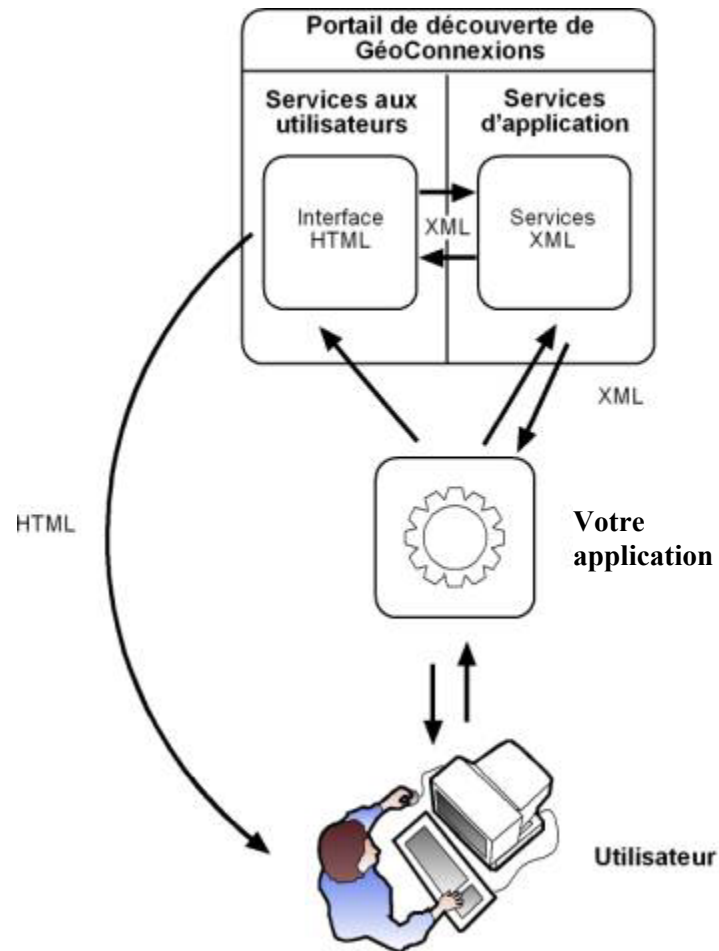 Portail de découverte de
GéoConnexions
Services aux
utilisateurs
Services
d'application
Interface
HTML
XML
Services
XML
XML
HTML
Votre
application
Utilisateur